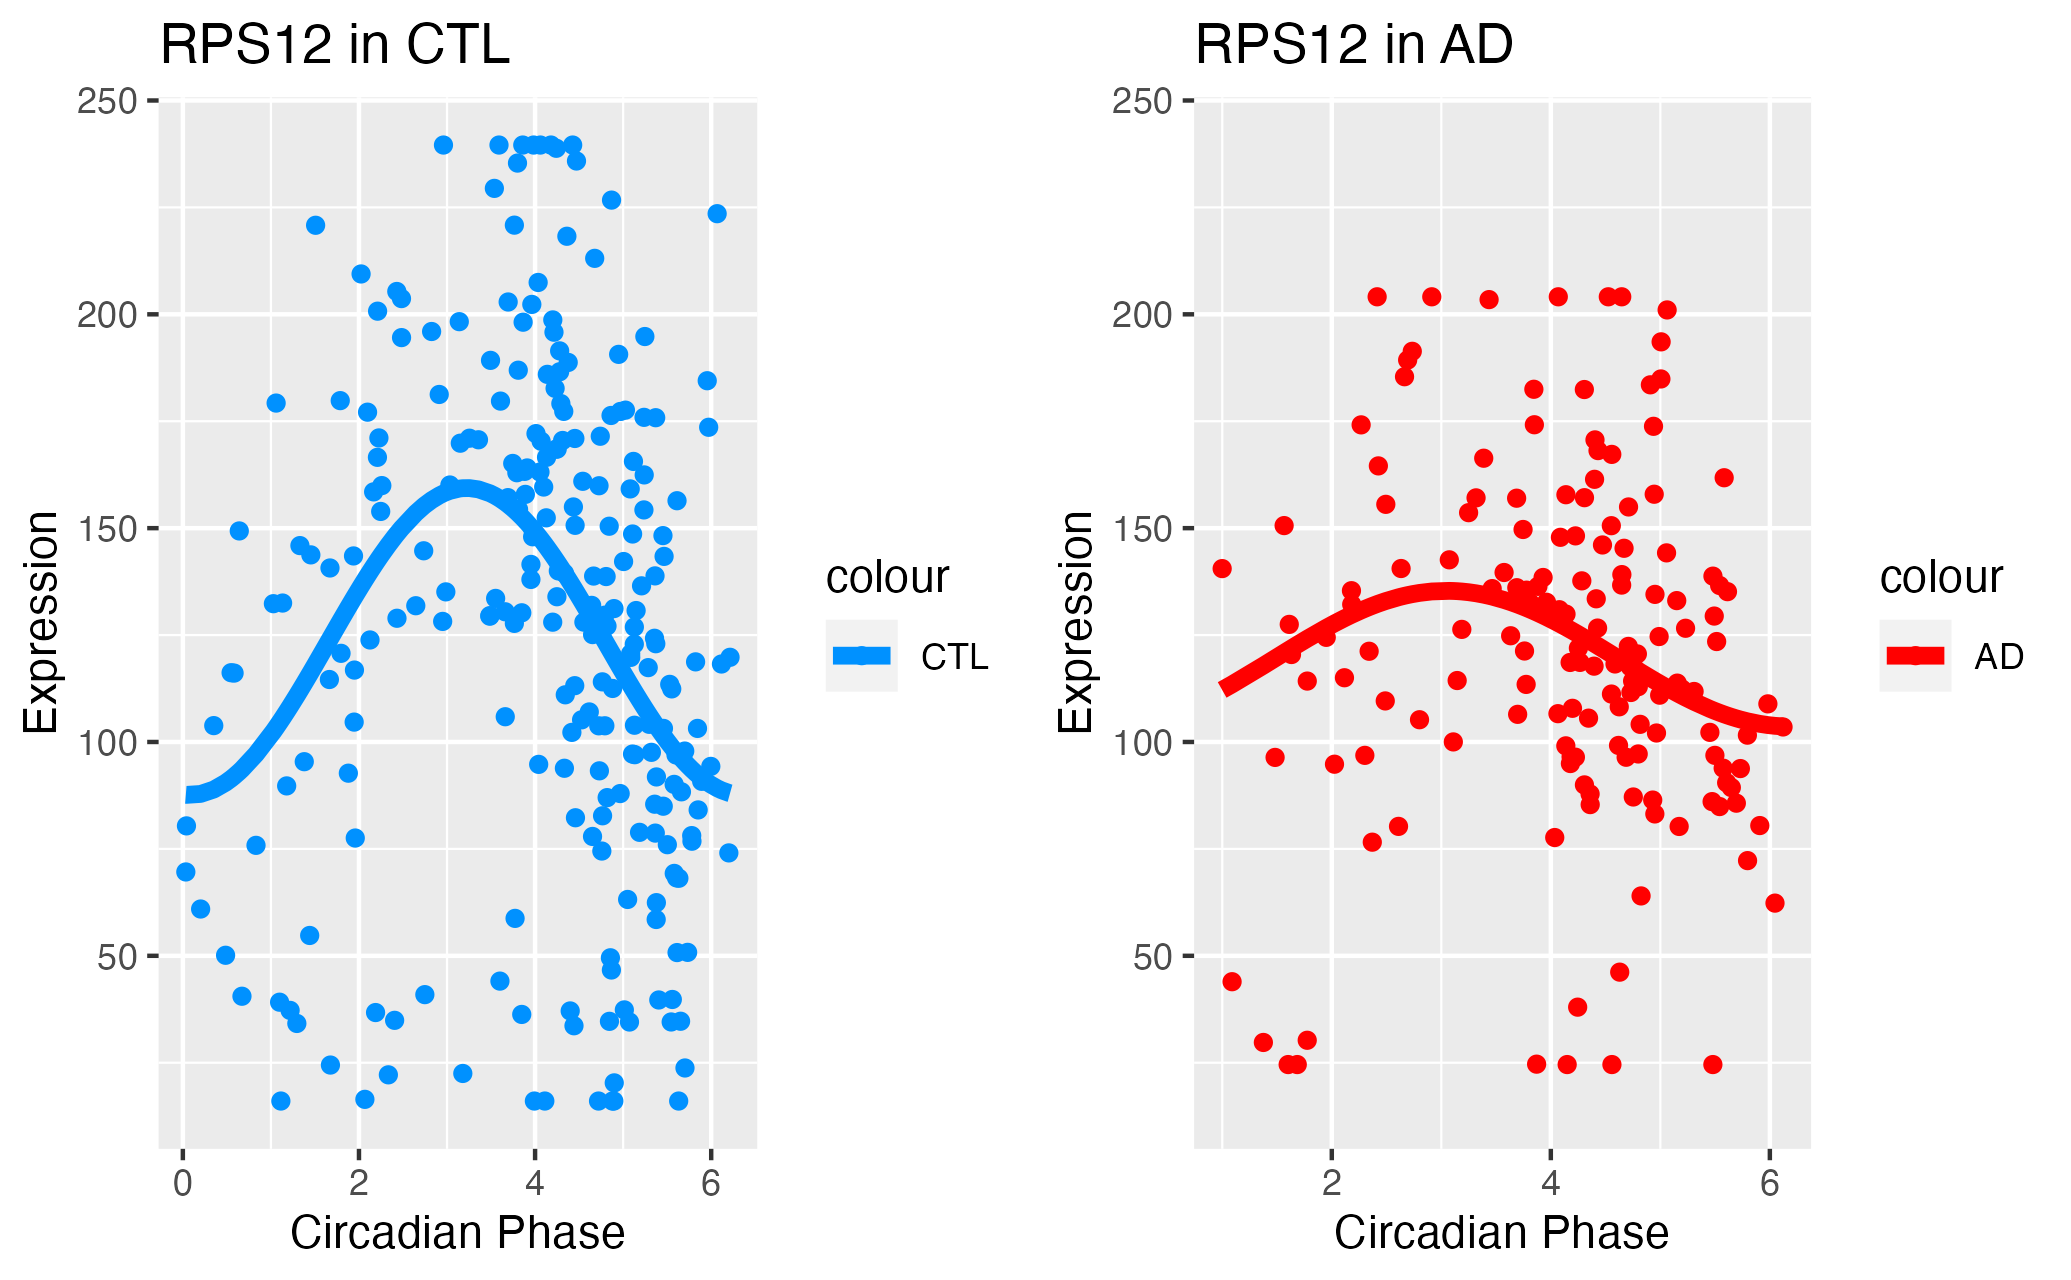 RPS12 in CTL
250
200
150
100
50
0 2 4 6
Expression
Circadian Phase
colour
CTL
RPS12 in AD
250
200
150
100
50
2 4 6
Expression
Circadian Phase
colour
AD